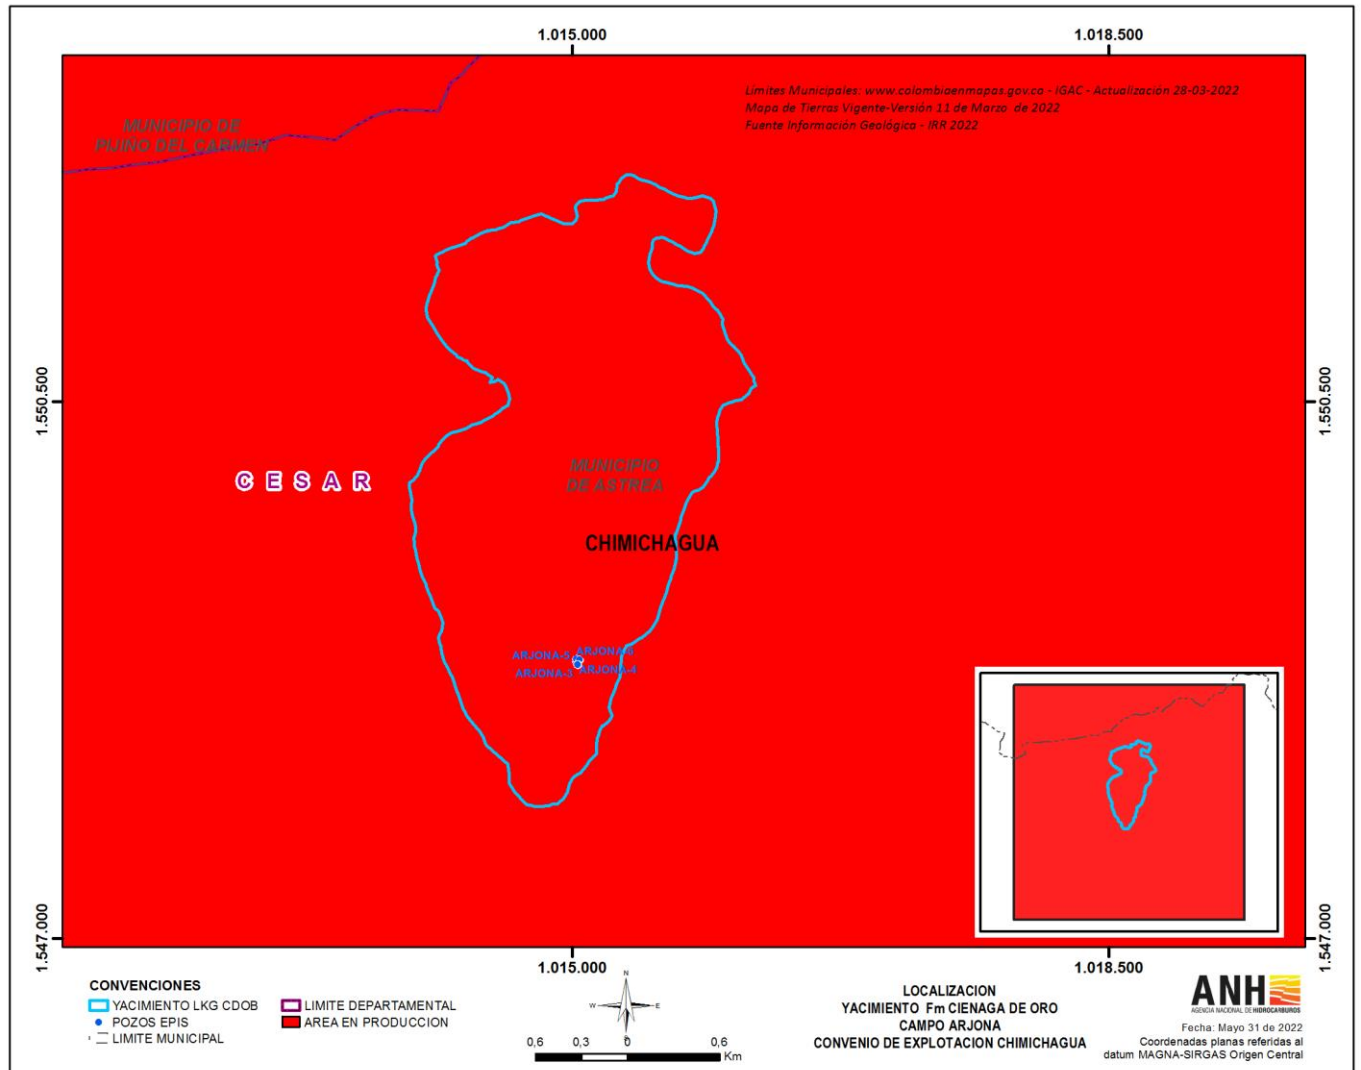 1.015.000
1.018.500
Limites Municipales: www.colombiaenmapas.gov.co - IGAC - Actualización 28-03-2022
Mapa de Tierras Vigente-Versión 11 de Marzo de 2022
Fuente Información Geológica - IRR 2022
MUNICIPIO DE
PIJIÑO DEL CARMEN
1.550.500
1.550.500
CESAR
MUNICIPIO
DE ASTREA
CHIMICHAGUA
ARJONA-5
ARJONA-6
ARJONA-3
ARJONA-4
1.547.000
1.547.000
1.015.000
1.018.500
CONVENCIONES
YACIMIENTO LKG CDOB
LIMITE DEPARTAMENTAL
POZOS EPIS
AREA EN PRODUCCION
LIMITE MUNICIPAL
N
W
E
S
0,6
0,3
0
0,6
Km
LOCALIZACION
YACIMIENTO Fm CIENAGA DE ORO
CAMPO ARJONA
CONVENIO DE EXPLOTACION CHIMICHAGUA
ANH
AGENCIA NACIONAL DE HIDROCARBUROS
Fecha: Mayo 31 de 2022
Coordenadas planas referidas al
datum MAGNA-SIRGAS Origen Central